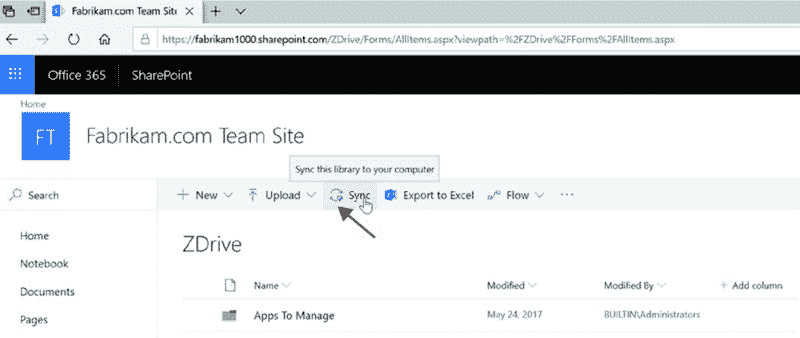 Fabrikam.com Team Site
https://fabrikam1000.sharepoint.com/ZDrive/Forms/AllItems.aspx?viewpath=%2FZDrive%2FForms%2FAllItems.aspx
Office 365 SharePoint
Home
FT Fabrikam.com Team Site
Sync this library to your computer
Search New Upload Sync Export to Excel Flow
Home
ZDrive
Notebook
Documents Name Modified Modified By Add column
Pages Apps To Manage May 24, 2017 BUILTIN\Administrators